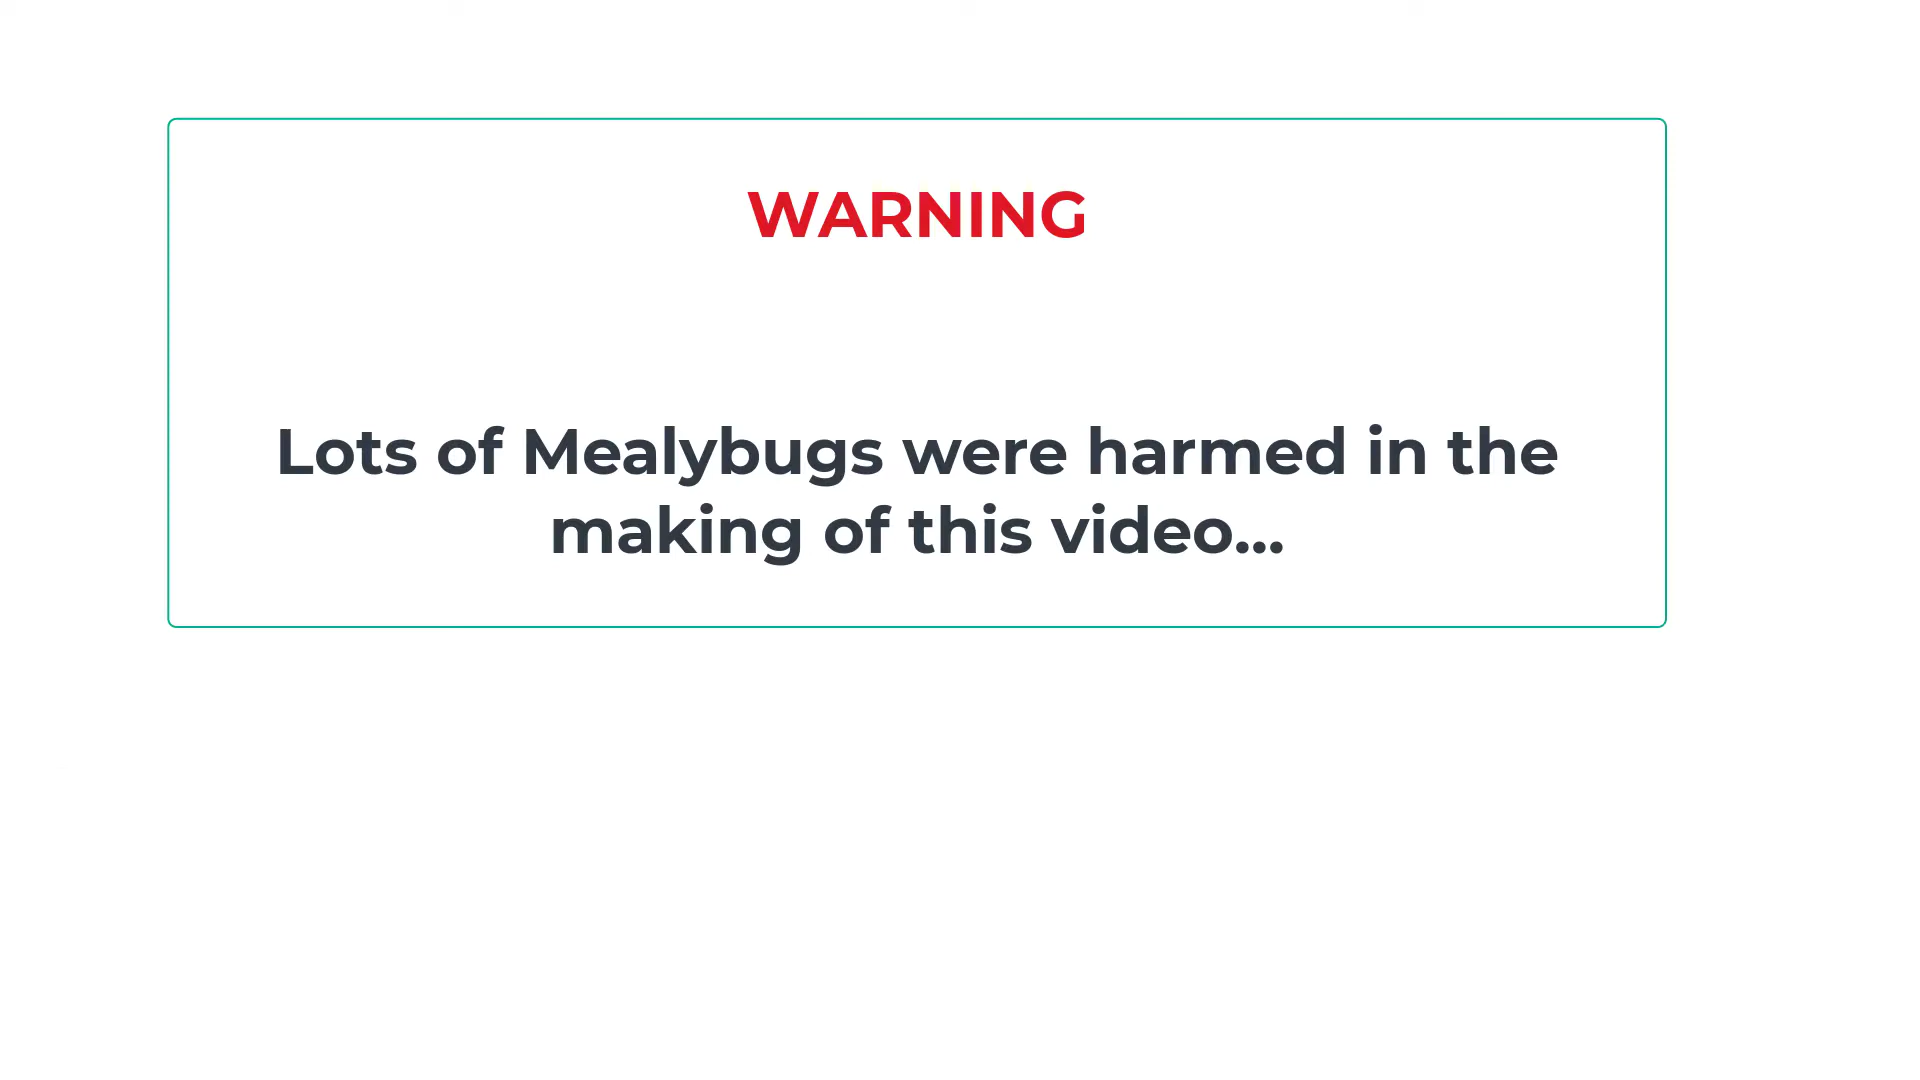 WARNING
Lots of Mealybugs were harmed in the
making of this video...